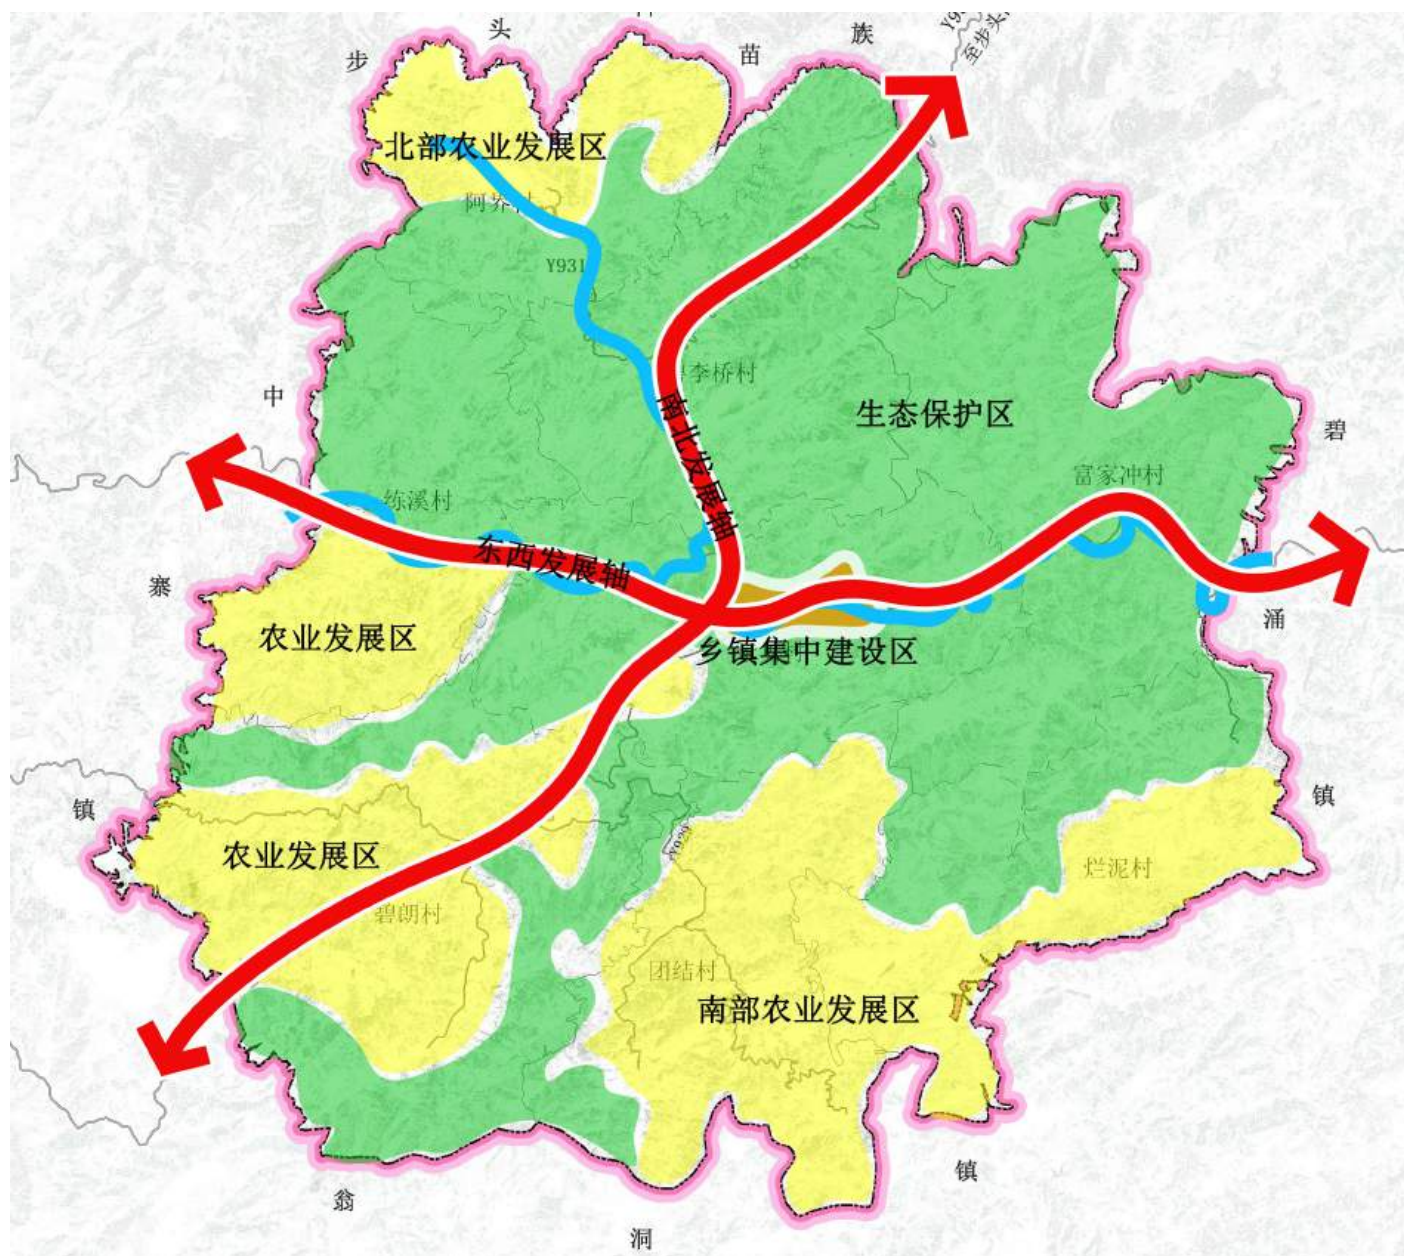 步
头
苗
族
至步头
北部农业发展区
阿界村
Y931
李桥村
南北发展轴
生态保护区
中
碧
练溪村
富家冲村
东西发展轴
寨
涌
农业发展区
乡镇集中建设区
镇
镇
Y929
农业发展区
烂泥村
碧朗村
团结村
南部农业发展区
翁
洞
镇